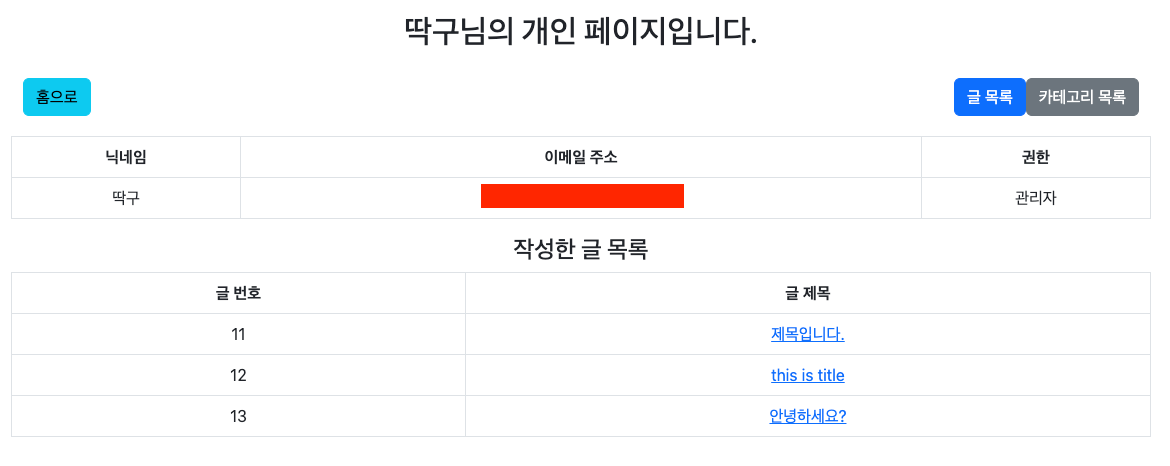 딱구님의 개인 페이지입니다.
홈으로 글 목록 카테고리 목록
닉네임 이메일 주소 권한
딱구 관리자
작성한 글 목록
글 번호 글 제목
11 제목입니다.
12 this is title
13 안녕하세요?